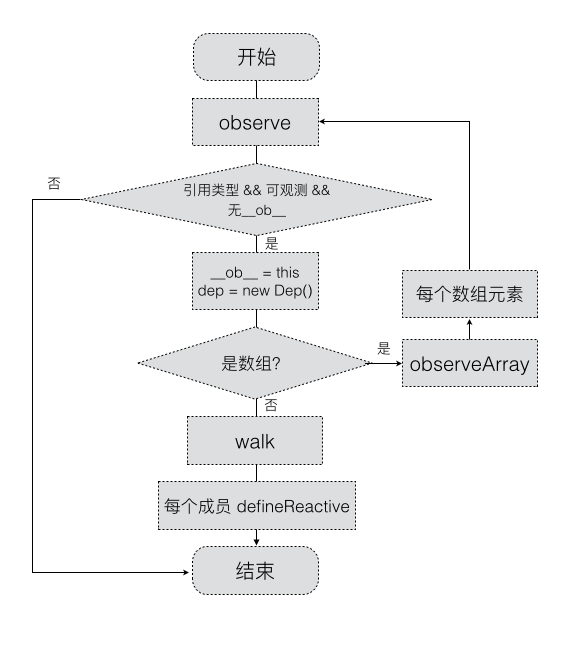 开始
observe
否
引用类型 && 可观测 &&
无__ob__
是
__ob__ = this
dep = new Dep()
每个数组元素
是数组?
是
observeArray
否
walk
每个成员 defineReactive
结束